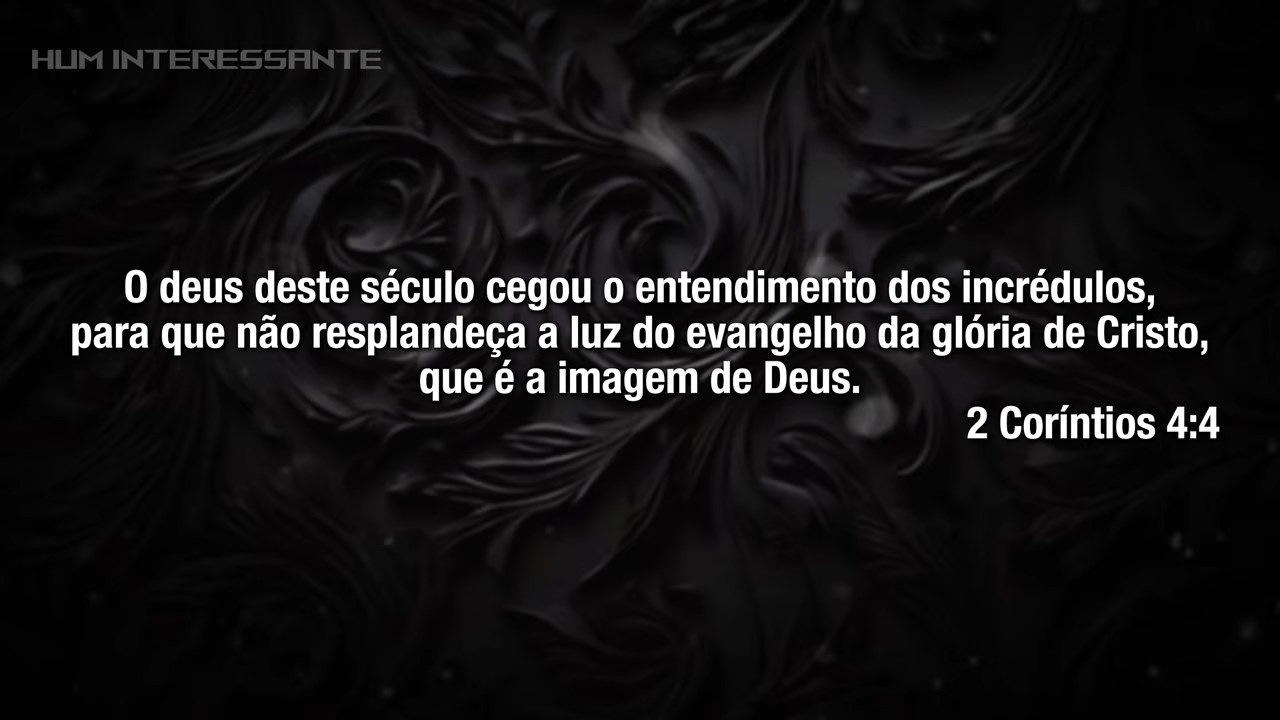 HUM INTERESSANTE
O deus deste século cegou o entendimento dos incrédulos,
para que não resplandeça a luz do evangelho da glória de Cristo,
que é a imagem de Deus.
2 Coríntios 4:4